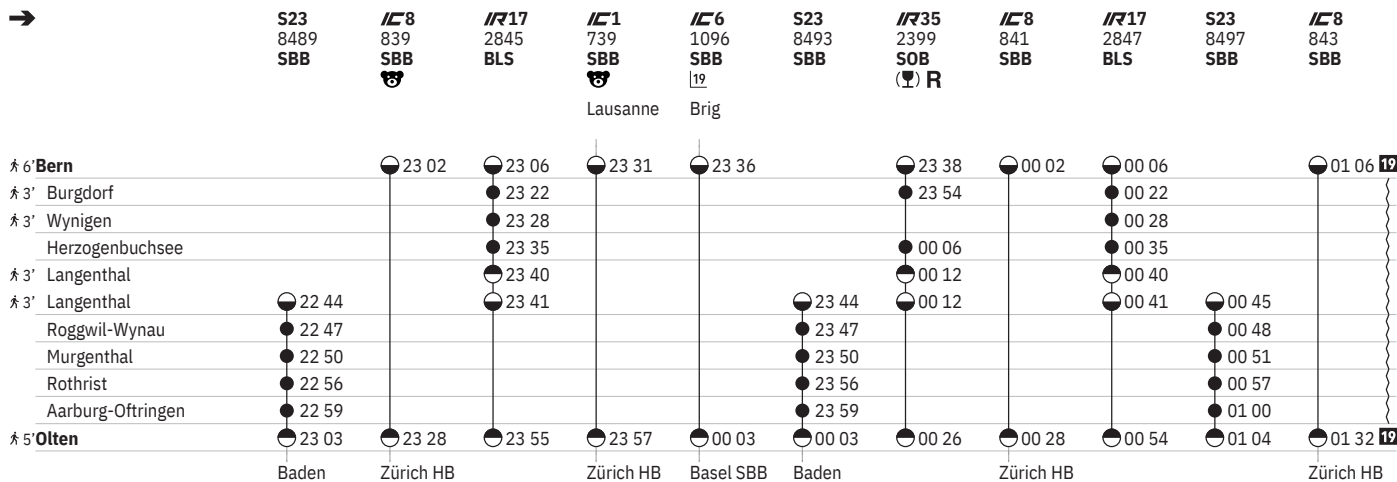 S23 IC8 IR17 IC1 IC6 S23 IR35 IC8 IR17 S23 IC8
8489 839 2845 739 1096 8493 2399 841 2847 8497 843
SBB SBB BLS SBB SBB SBB SOB SBB BLS SBB SBB
19 R
Lausanne Brig
6' Bern 23 02 23 06 23 31 23 36 23 38 00 02 00 06 01 06 19
3' Burgdorf 23 22 23 54 00 22
3' Wynigen 23 28 00 28
Herzogenbuchsee 23 35 00 06 00 35
3' Langenthal 23 40 00 12 00 40
3' Langenthal 22 44 23 41 23 44 00 12 00 41 00 45
Roggwil-Wynau 22 47 23 47 00 48
Murgenthal 22 50 23 50 00 51
Rothrist 22 56 23 56 00 57
Aarburg-Oftringen 22 59 23 59 01 00
5' Olten 23 03 23 28 23 55 23 57 00 03 00 03 00 26 00 28 00 54 01 04 01 32 19
Baden Zürich HB Zürich HB Basel SBB Baden Zürich HB Zürich HB